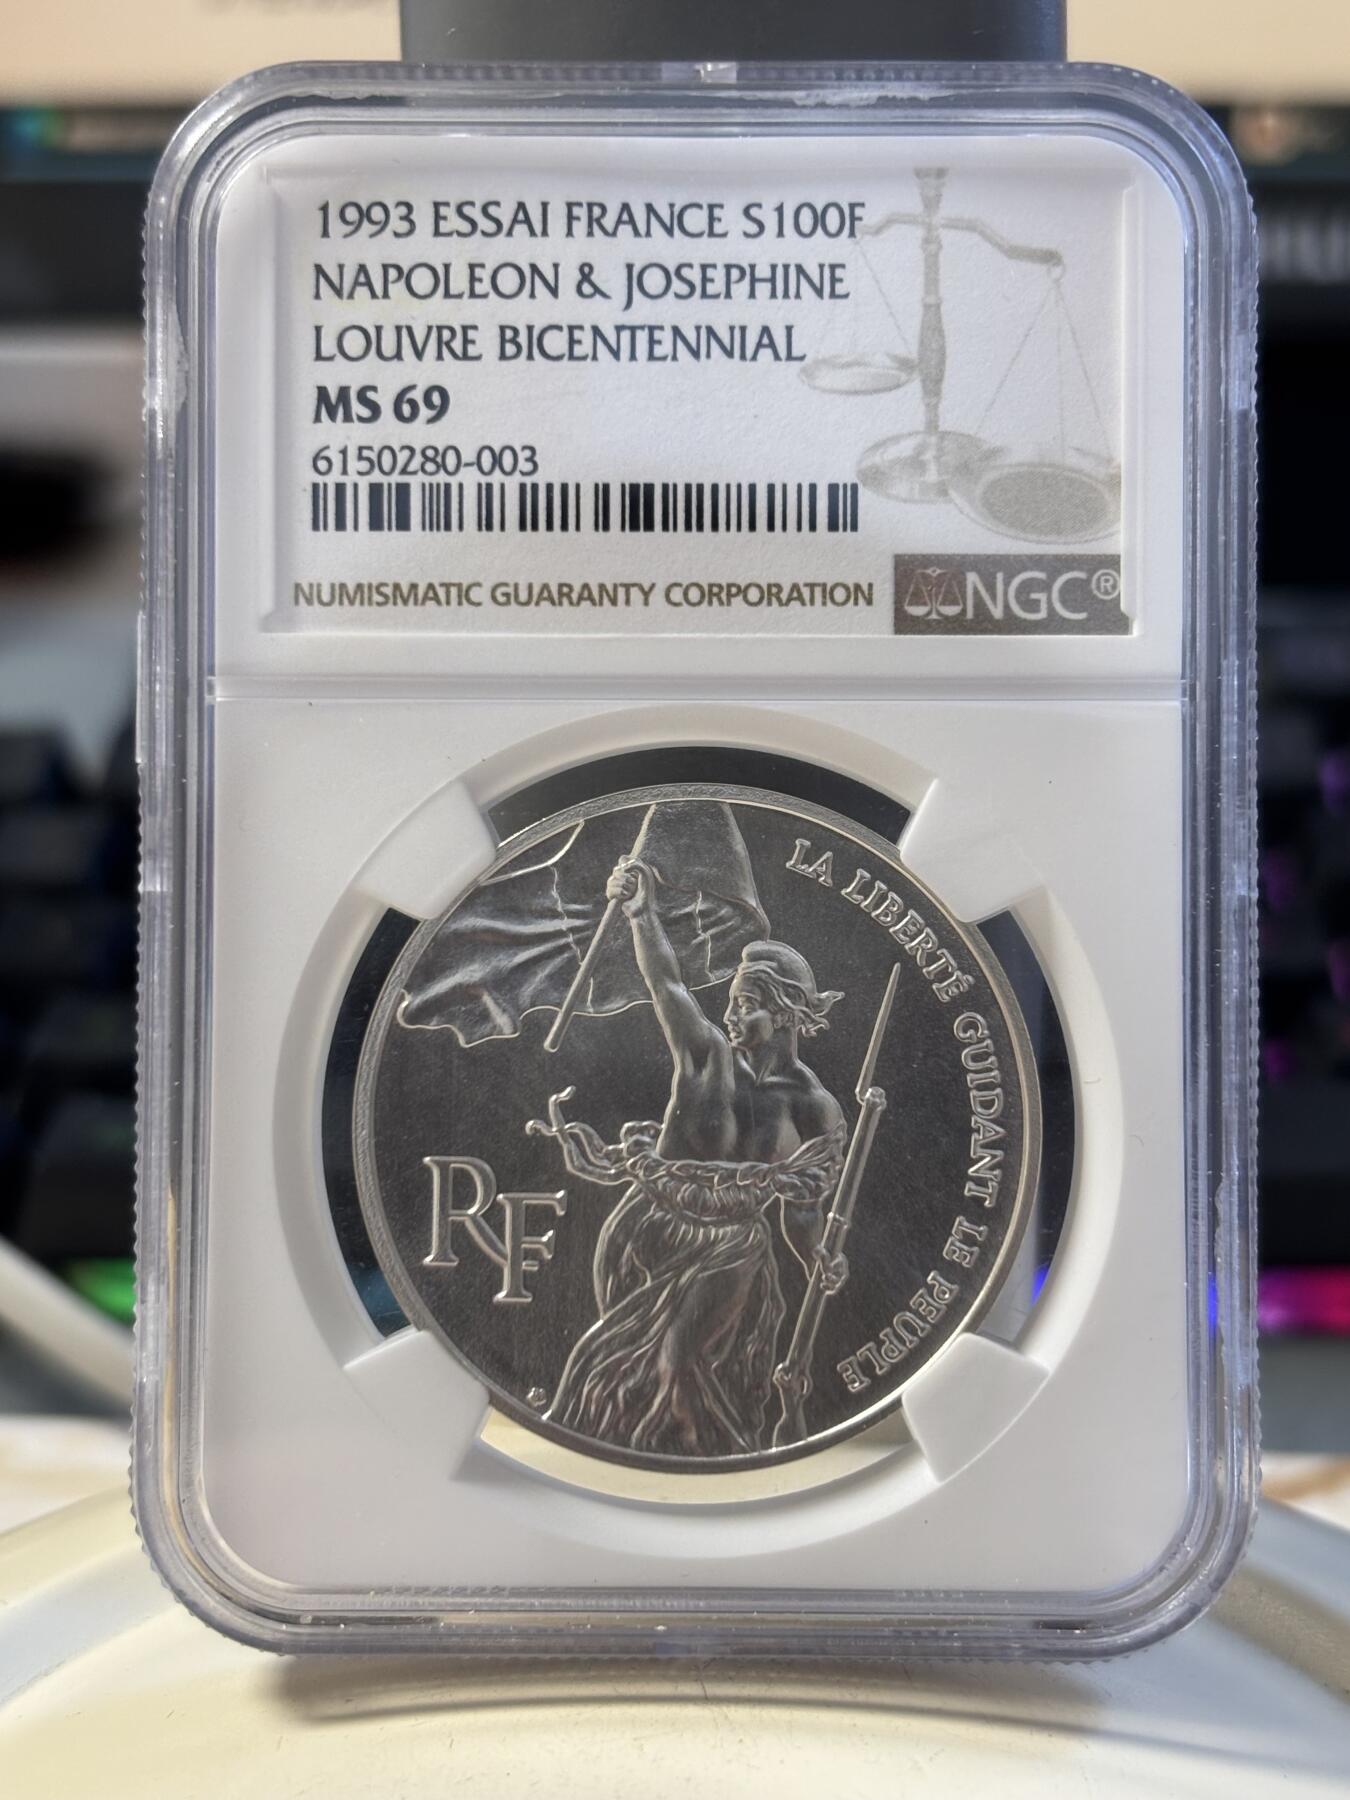 1993 ESSAI FRANCE S100F
NAPOLEON & JOSEPHINE
LOUVRE BICENTENNIAL
MS 69
6150280-003
NUMISMATIC GUARANTY CORPORATION
NGC®
LA LIBERTÉ GUIDANT LE PEUPLE
RF